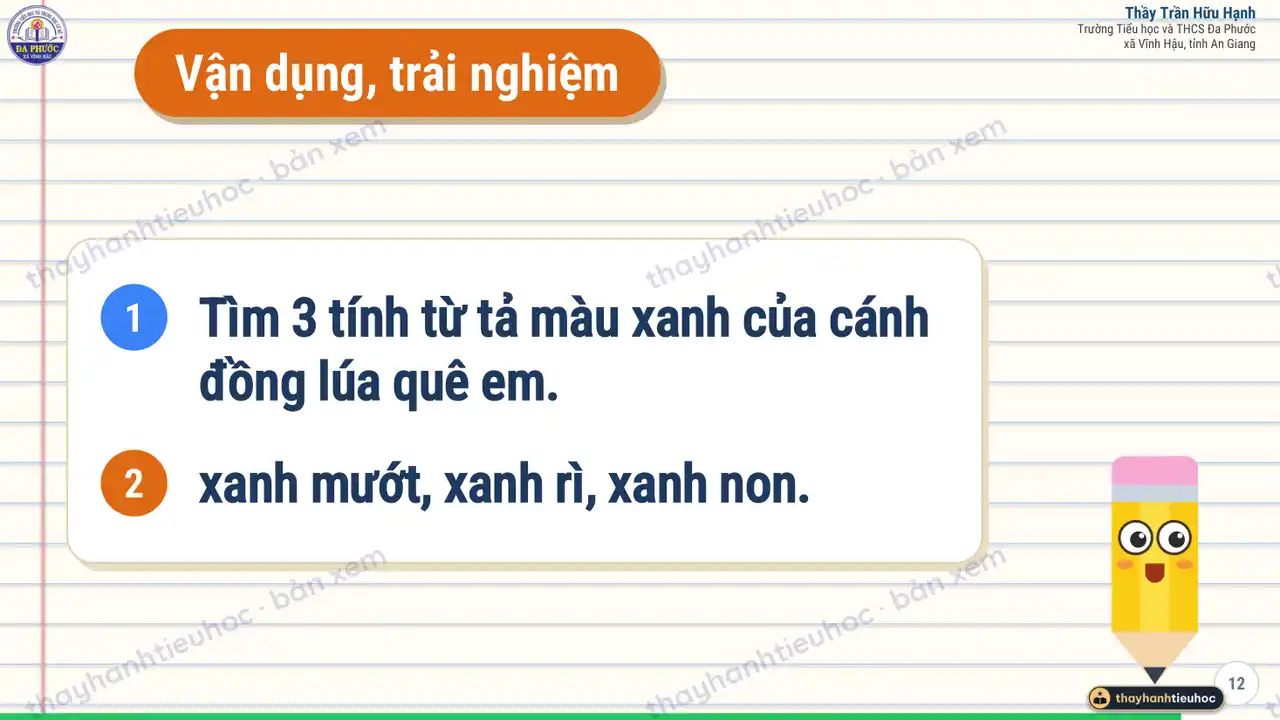 Thầy Trần Hữu Hạnh
Trường Tiểu học và THCS Đa Phước
xã Vĩnh Hậu, tỉnh An Giang
ĐA PHƯỚC
XÃ VĨNH HẬU
Vận dụng, trải nghiệm
thayhanhtieuhoc · bản xem
thayhanhtieuhoc · bản xem
1
Tìm 3 tính từ tả màu xanh của cánh
đồng lúa quê em.
2
xanh mướt, xanh rì, xanh non.
thayhanhtieuhoc · bản xem
thayhanhtieuhoc · bản xem
12
thayhanhtieuhoc